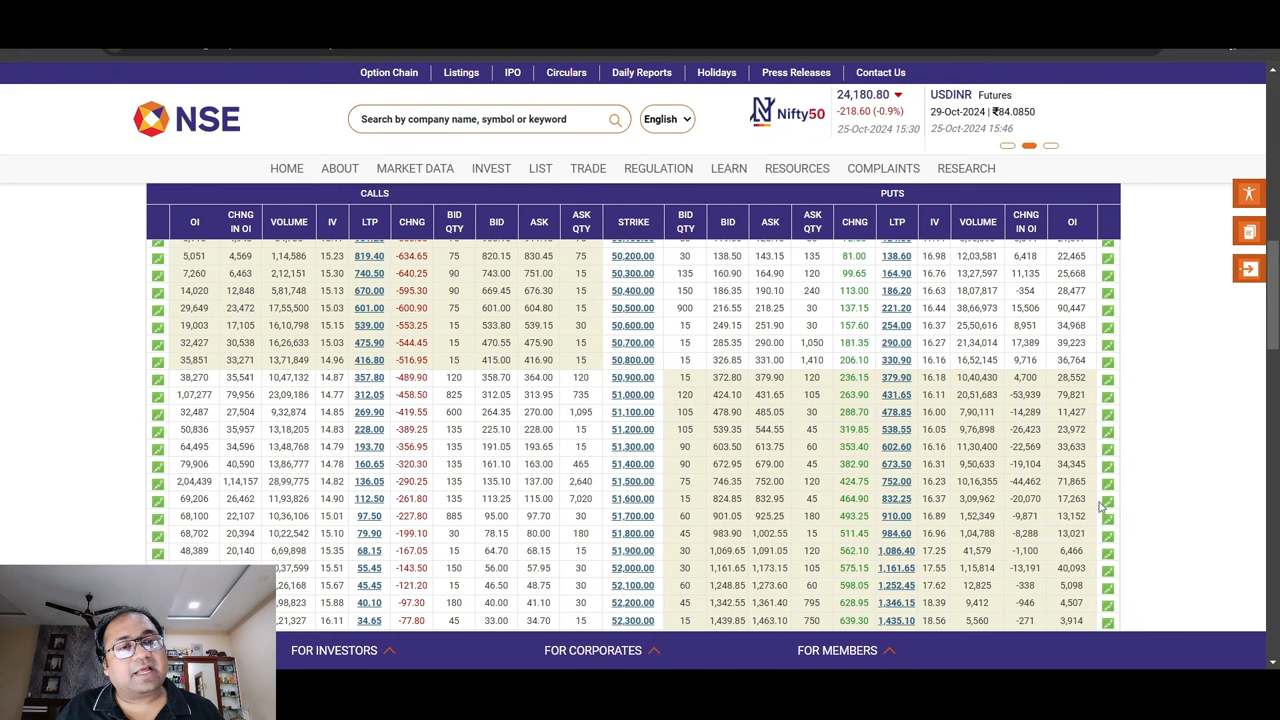 Option Chain Listings IPO Circulars Daily Reports Holidays Press Releases Contact Us
NSE
Search by company name, symbol or keyword
English
Nifty50
24,180.80
-218.60 (-0.9%)
25-Oct-2024 15:30
USDINR Futures
29-Oct-2024 | ₹84.0850
25-Oct-2024 15:46
HOME ABOUT MARKET DATA INVEST LIST TRADE REGULATION LEARN RESOURCES COMPLAINTS RESEARCH
CALLS PUTS
OI CHNG IN OI VOLUME IV LTP CHNG BID QTY BID ASK ASK QTY STRIKE BID QTY BID ASK ASK QTY CHNG LTP IV VOLUME CHNG IN OI OI
5,051 4,569 1,14,586 15.23 819.40 -634.65 75 820.15 830.45 75 50,200.00 30 138.50 143.15 135 81.00 138.60 16.98 12,03,581 6,418 22,465
7,260 6,463 2,12,151 15.30 740.50 -640.25 90 743.00 751.00 15 50,300.00 135 160.90 164.90 120 99.65 164.90 16.76 13,27,597 11,135 25,668
14,020 12,848 5,81,748 15.13 670.00 -595.30 90 669.45 676.30 15 50,400.00 150 186.35 190.10 240 113.00 186.20 16.63 18,07,817 -354 28,477
29,649 23,472 17,55,500 15.03 601.00 -600.90 75 601.00 604.80 15 50,500.00 900 216.55 218.25 30 137.15 221.20 16.44 38,66,973 15,506 90,447
19,003 17,105 16,10,798 15.15 539.00 -553.25 15 533.80 539.15 30 50,600.00 15 249.15 251.90 30 157.60 254.00 16.37 25,50,616 8,951 34,968
32,427 30,538 16,26,633 15.03 475.90 -544.45 15 470.55 475.90 15 50,700.00 15 285.35 290.00 1,050 181.35 290.00 16.27 21,34,014 17,389 39,223
35,851 33,271 13,71,849 14.96 416.80 -516.95 15 415.00 416.90 15 50,800.00 15 326.85 331.00 1,410 206.10 330.90 16.16 16,52,145 9,716 36,764
38,270 35,541 10,47,132 14.87 357.80 -489.90 120 358.70 364.00 120 50,900.00 15 372.80 379.90 120 236.15 379.90 16.18 10,40,430 4,700 28,552
1,07,277 79,956 23,09,186 14.77 312.05 -458.50 825 312.05 313.95 735 51,000.00 120 424.10 431.65 105 263.90 431.65 16.11 20,51,683 -53,939 79,821
32,487 27,504 9,32,874 14.85 269.90 -419.55 600 264.35 270.00 1,095 51,100.00 105 478.90 485.05 30 288.70 478.85 16.00 7,90,111 -14,289 11,427
50,836 35,957 13,18,205 14.83 228.00 -389.25 135 225.10 228.00 15 51,200.00 105 538.35 544.55 45 319.85 538.55 16.05 9,76,898 -26,423 23,972
64,495 34,596 13,48,768 14.79 193.70 -356.95 135 191.05 193.65 15 51,300.00 90 603.50 613.75 60 353.40 602.60 16.31 11,30,400 -22,569 33,633
79,906 40,590 13,86,777 14.78 160.65 -320.30 135 161.10 163.00 465 51,400.00 90 672.95 679.00 45 382.90 673.50 16.31 9,50,633 -19,104 34,345
2,04,439 1,14,157 28,99,775 14.82 136.05 -290.25 135 135.10 137.00 2,640 51,500.00 75 746.35 752.00 120 424.75 752.00 16.35 10,16,355 -44,462 71,865
69,206 26,462 11,93,826 14.90 112.50 -261.80 135 113.25 115.00 7,020 51,600.00 15 824.85 832.95 45 464.90 832.25 16.37 3,09,962 -20,070 17,263
68,100 22,107 10,36,106 15.01 97.50 -227.80 885 95.00 97.70 30 51,700.00 60 901.05 925.25 180 493.25 910.00 16.89 1,52,349 -9,871 13,152
68,702 20,394 10,22,542 15.10 79.90 -199.10 30 78.15 80.00 180 51,800.00 45 983.90 1,002.55 15 511.45 984.60 16.96 1,04,788 -8,288 13,021
48,389 20,140 6,69,898 15.35 68.15 -167.05 15 64.70 68.15 15 51,900.00 30 1,069.65 1,091.05 120 562.10 1,086.40 17.25 41,579 -1,100 6,466
,37,599 15.51 55.45 -143.50 150 56.00 57.95 30 52,000.00 30 1,161.65 1,173.15 105 575.15 1,161.65 17.58 1,15,814 -13,191 40,093
,26,168 15.67 45.45 -121.20 15 46.50 48.75 30 52,100.00 60 1,248.85 1,273.60 60 598.05 1,252.45 17.62 12,825 -338 5,098
,98,823 15.88 40.10 -97.30 180 40.00 41.10 30 52,200.00 45 1,342.55 1,361.40 795 628.95 1,346.15 18.39 9,412 -946 4,507
,21,327 16.11 34.65 -77.80 45 33.00 34.70 15 52,300.00 15 1,439.85 1,463.10 750 639.30 1,435.10 18.56 5,560 -271 3,914
FOR INVESTORS FOR CORPORATES FOR MEMBERS